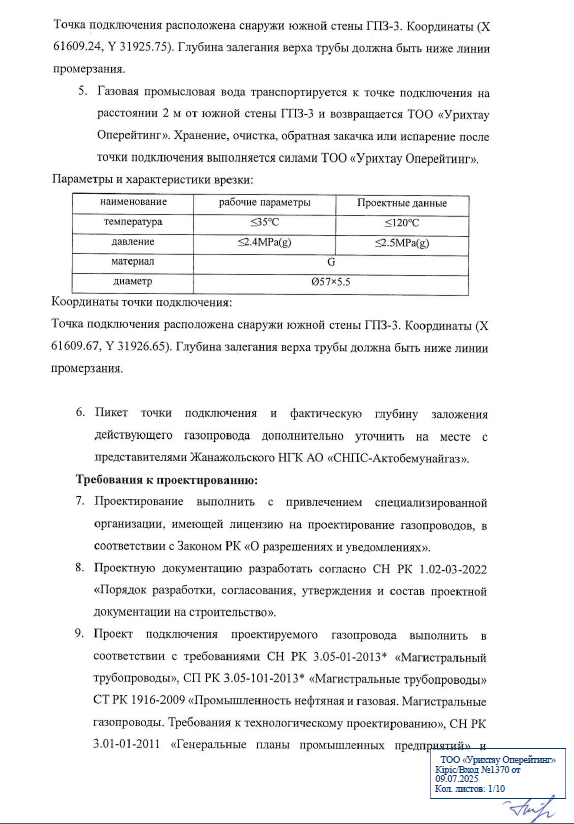 Точка подключения расположена снаружи южной стены ГПЗ-3. Координаты (X
61609.24, Y 31925.75). Глубина залегания верха трубы должна быть ниже линии
промерзания.
5. Газовая промысловая вода транспортируется к точке подключения на
расстоянии 2 м от южной стены ГПЗ-3 и возвращается ТОО «Урихтау
Оперейтинг». Хранение, очистка, обратная закачка или испарение после
точки подключения выполняется силами ТОО «Урихтау Оперейтинг».
Параметры и характеристики врезки:
наименование рабочие параметры Проектные данные
температура ≤35℃ ≤120℃
давление ≤2.4MPa(g) ≤2.5MPa(g)
материал G
диаметр Ø57×5.5
Координаты точки подключения:
Точка подключения расположена снаружи южной стены ГПЗ-3. Координаты (X
61609.67, Y 31926.65). Глубина залегания верха трубы должна быть ниже линии
промерзания.
6. Пикет точки подключения и фактическую глубину заложения
действующего газопровода дополнительно уточнить на месте с
представителями Жанажольского НГК АО «СНПС-Актобемунайгаз».
Требования к проектированию:
7. Проектирование выполнить с привлечением специализированной
организации, имеющей лицензию на проектирование газопроводов, в
соответствии с Законом РК «О разрешениях и уведомлениях».
8. Проектную документацию разработать согласно СН РК 1.02-03-2022
«Порядок разработки, согласования, утверждения и состав проектной
документации на строительство».
9. Проект подключения проектируемого газопровода выполнить в
соответствии с требованиями СН РК 3.05-01-2013* «Магистральный
трубопроводы», СП РК 3.05-101-2013* «Магистральные трубопроводы»
СТ РК 1916-2009 «Промышленность нефтяная и газовая. Магистральные
газопроводы. Требования к технологическому проектированию», СН РК
3.01-01-2011 «Генеральные планы промышленных предприятий» и
ТОО «Урихтау Оперейтинг»
Кіріс/Вход №1370 от
09.07.2025
Кол. листов: 1/10